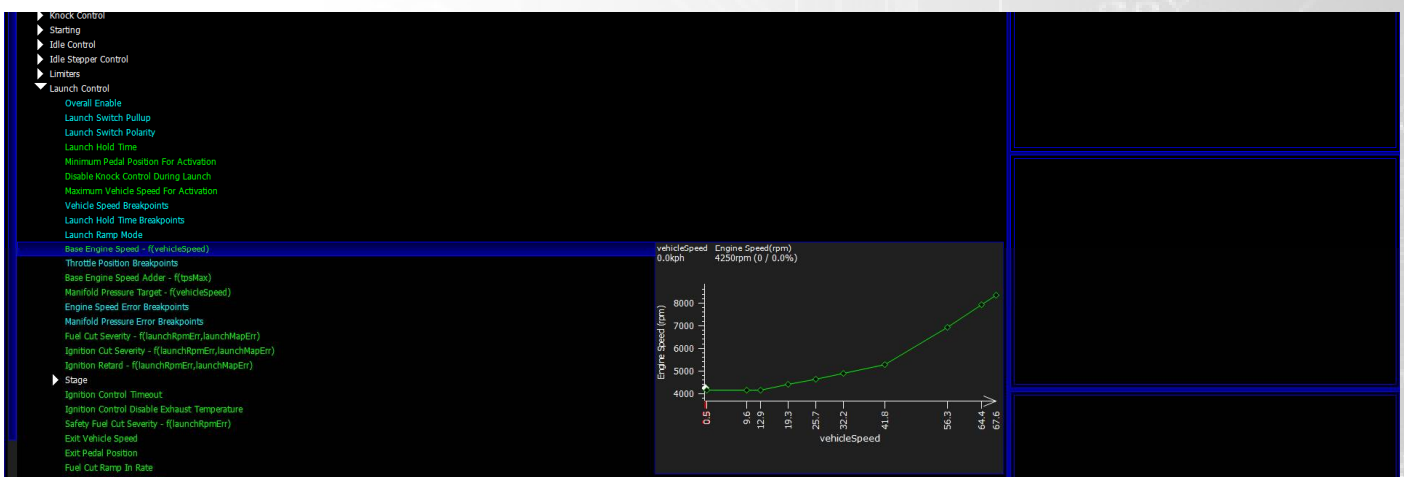 Knock Control
Starting
Idle Control
Idle Stepper Control
Limiters
Launch Control
Overall Enable
Launch Switch Pullup
Launch Switch Polarity
Launch Hold Time
Minimum Pedal Position For Activation
Disable Knock Control During Launch
Maximum Vehicle Speed For Activation
Vehicle Speed Breakpoints
Launch Hold Time Breakpoints
Launch Ramp Mode
Base Engine Speed - f(vehicleSpeed)
Throttle Position Breakpoints
Base Engine Speed Adder - f(tpsMax)
Manifold Pressure Target - f(vehicleSpeed)
Engine Speed Error Breakpoints
Manifold Pressure Error Breakpoints
Fuel Cut Severity - f(launchRpmErr,launchMapErr)
Ignition Cut Severity - f(launchRpmErr,launchMapErr)
Ignition Retard - f(launchRpmErr,launchMapErr)
Stage
Ignition Control Timeout
Ignition Control Disable Exhaust Temperature
Safety Fuel Cut Severity - f(launchRpmErr)
Exit Vehicle Speed
Exit Pedal Position
Fuel Cut Ramp In Rate
vehicleSpeed Engine Speed(rpm)
0.0kph 4250rpm (0 / 0.0%)
Engine Speed (rpm)
8000
7000
6000
5000
4000
0.5 9.6 12.9 19.3 25.7 32.2 41.8 56.3 64.4 67.6
vehicleSpeed